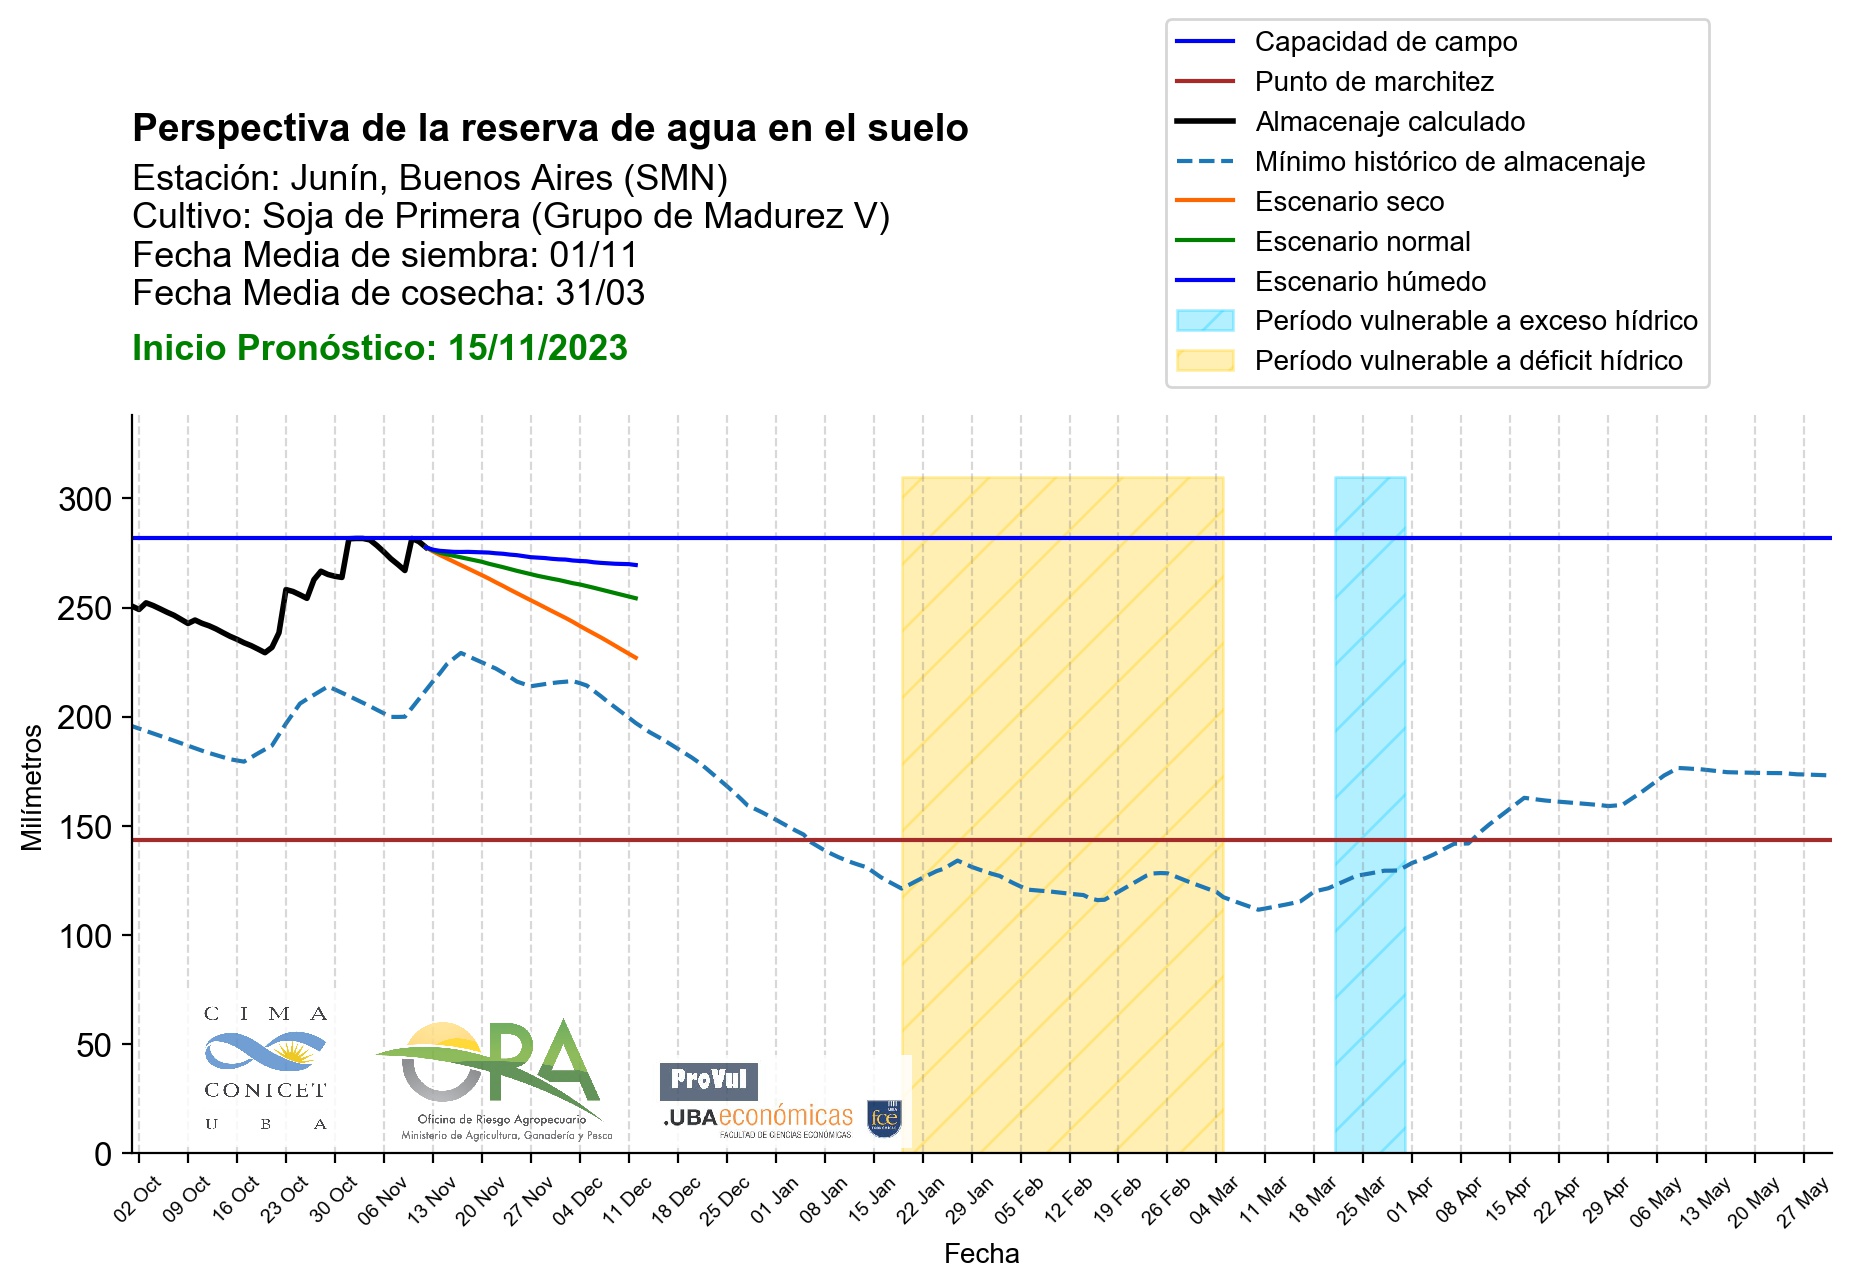 Perspectiva de la reserva de agua en el suelo
Estación: Junín, Buenos Aires (SMN)
Cultivo: Soja de Primera (Grupo de Madurez V)
Fecha Media de siembra: 01/11
Fecha Media de cosecha: 31/03
Inicio Pronóstico: 15/11/2023
Capacidad de campo
Punto de marchitez
Almacenaje calculado
Mínimo histórico de almacenaje
Escenario seco
Escenario normal
Escenario húmedo
Período vulnerable a exceso hídrico
Período vulnerable a déficit hídrico
Milímetros
300
250
200
150
100
50
0
CIMA
CONICET
UBA
ORA
Oficina de Riesgo Agropecuario
Ministerio de Agricultura, Ganadería y Pesca
ProVul
.UBAeconómicas
FACULTAD DE CIENCIAS ECONÓMICAS
UBA
fce
ECONÓMICAS
02 Oct
09 Oct
16 Oct
23 Oct
30 Oct
06 Nov
13 Nov
20 Nov
27 Nov
04 Dec
11 Dec
18 Dec
25 Dec
01 Jan
08 Jan
15 Jan
22 Jan
29 Jan
05 Feb
12 Feb
19 Feb
26 Feb
04 Mar
11 Mar
18 Mar
25 Mar
01 Apr
08 Apr
15 Apr
22 Apr
29 Apr
06 May
13 May
20 May
27 May
Fecha